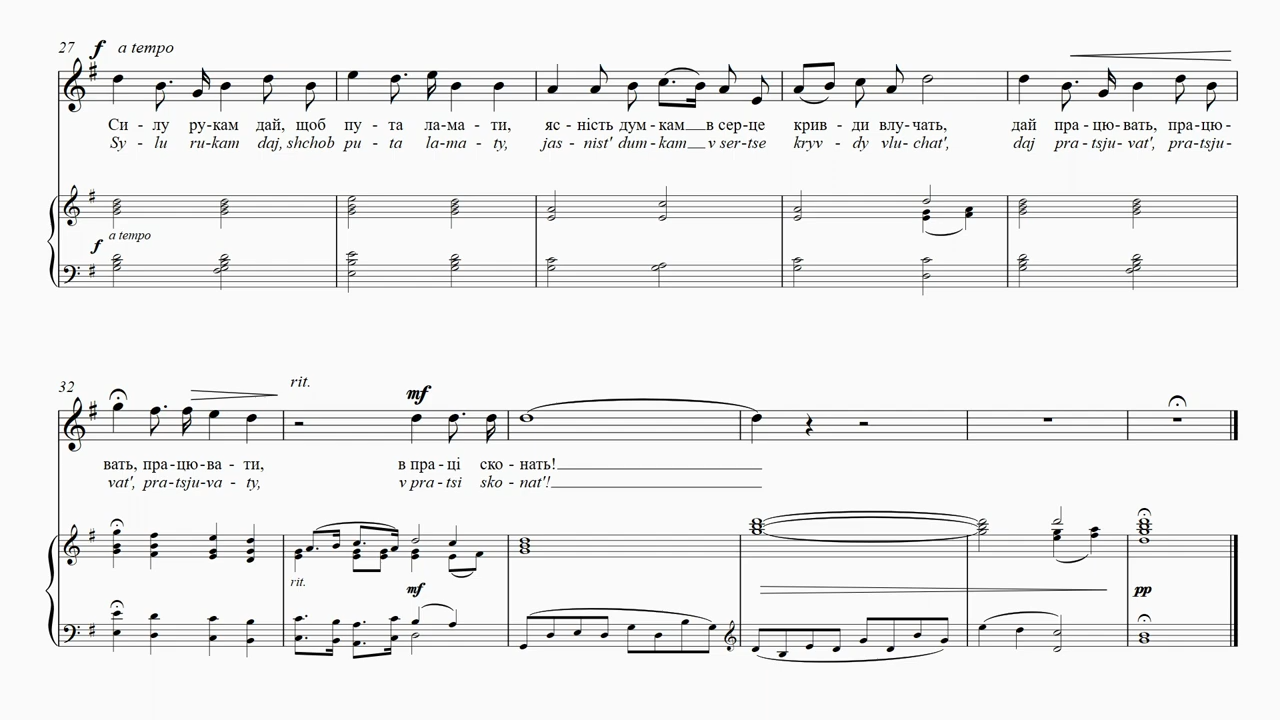 27 f a tempo
Си - лу ру-кам дай, щоб пу - та ла-ма - ти, яс - ність дум-кам в сер-це крив - ди влу-чать, дай пра-цю-вать, пра-цю-
Sy - lu ru-kam daj, shchob pu - ta la-ma - ty, jas - nist' dum-kam v ser-tse kryv - dy vlu-chat', daj pra-tsju-vat', pra-tsju-
f a tempo
32 rit. mf
вать, пра-цю-ва - ти, в пра-ці ско - нать!
vat', pra-tsju-va - ty, v pra-tsi sko - nat'!
rit. mf pp